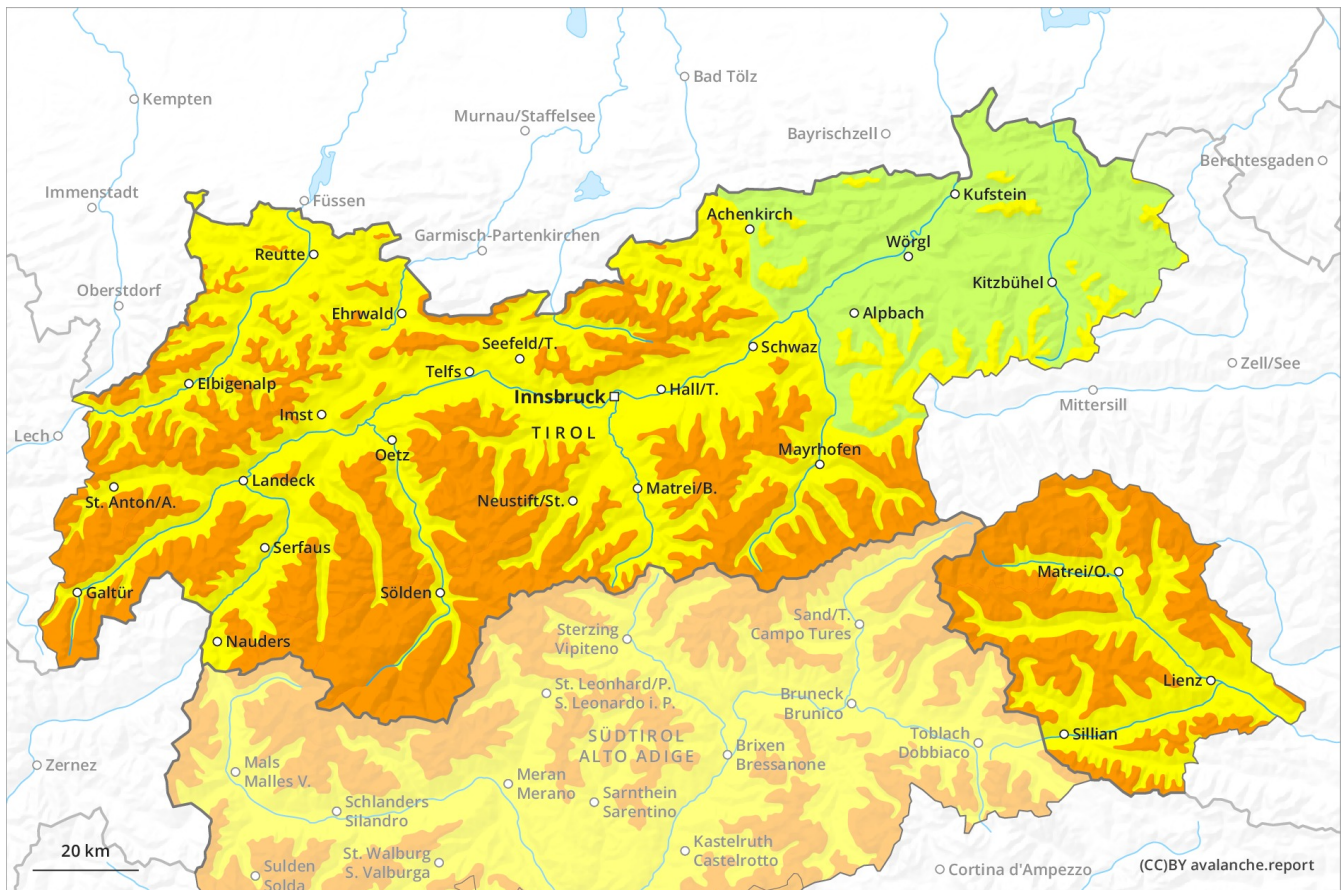 Bad Tölz
Kempten
Murnau/Staffelsee
Bayrischzell
Berchtesgaden
Immenstadt
Füssen
Kufstein
Achenkirch
Garmisch-Partenkirchen
Wörgl
Reutte
Kitzbühel
Oberstdorf
Ehrwald
Alpbach
Seefeld/T.
Schwaz
Zell/See
Telfs
Elbigenalp
Hall/T.
Innsbruck
Mittersill
Imst
TIROL
Lech
Oetz
Mayrhofen
Landeck
Matrei/B.
St. Anton/A.
Neustift/St.
Serfaus
Matrei/O.
Galtür
Sölden
Sand/T.
Campo Tures
Sterzing
Vipiteno
Nauders
Lienz
St. Leonhard/P.
S. Leonardo i. P.
Bruneck
Brunico
SÜDTIROL
ALTO ADIGE
Toblach
Dobbiaco
Sillian
Brixen
Bressanone
Zernez
Mals
Malles V.
Meran
Merano
Sarnthein
Sarentino
Schlanders
Silandro
Kastelruth
Castelrotto
St. Walburg
S. Valburga
20 km
Sulden
Solda
Cortina d'Ampezzo
(CC)BY avalanche.report